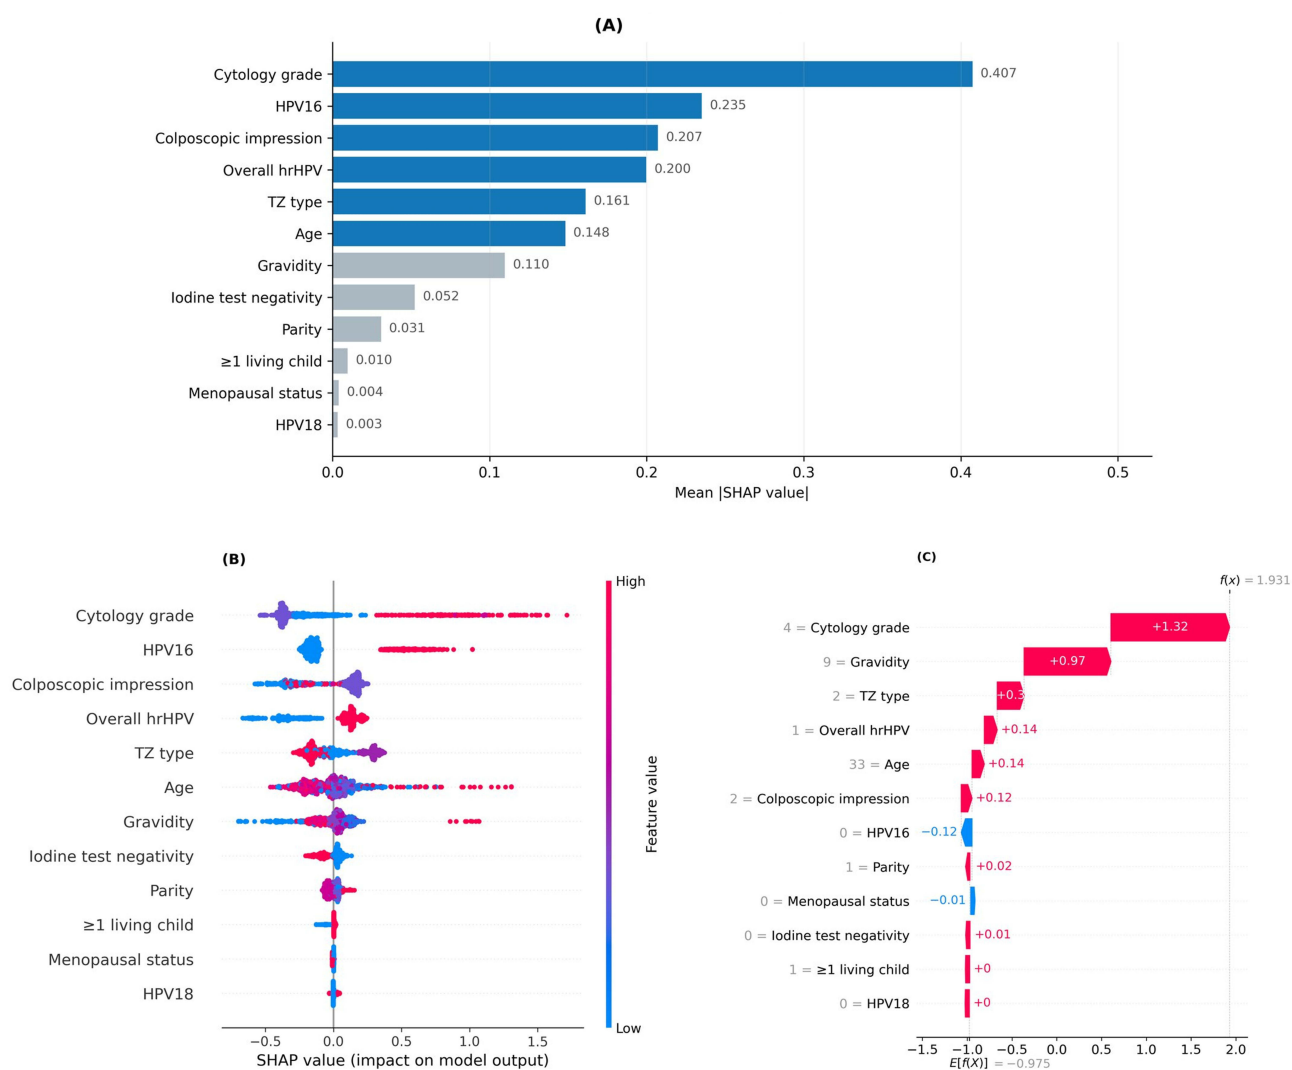 (A)
Cytology grade 0.407
HPV16 0.235
Colposcopic impression 0.207
Overall hrHPV 0.200
TZ type 0.161
Age 0.148
Gravidity 0.110
Iodine test negativity 0.052
Parity 0.031
≥1 living child 0.010
Menopausal status 0.004
HPV18 0.003
0.0 0.1 0.2 0.3 0.4 0.5
Mean |SHAP value|
(B)
High
Cytology grade
HPV16
Colposcopic impression
Overall hrHPV
TZ type
Age
Gravidity
Iodine test negativity
Parity
≥1 living child
Menopausal status
HPV18
Feature value
Low
−0.5 0.0 0.5 1.0 1.5
SHAP value (impact on model output)
(C)
f(x) = 1.931
4 = Cytology grade +1.32
9 = Gravidity +0.97
2 = TZ type +0.3
1 = Overall hrHPV +0.14
33 = Age +0.14
2 = Colposcopic impression +0.12
0 = HPV16 −0.12
1 = Parity +0.02
0 = Menopausal status −0.01
0 = Iodine test negativity +0.01
1 = ≥1 living child +0
0 = HPV18 +0
−1.5 −1.0 −0.5 0.0 0.5 1.0 1.5 2.0
E[f(X)] = −0.975